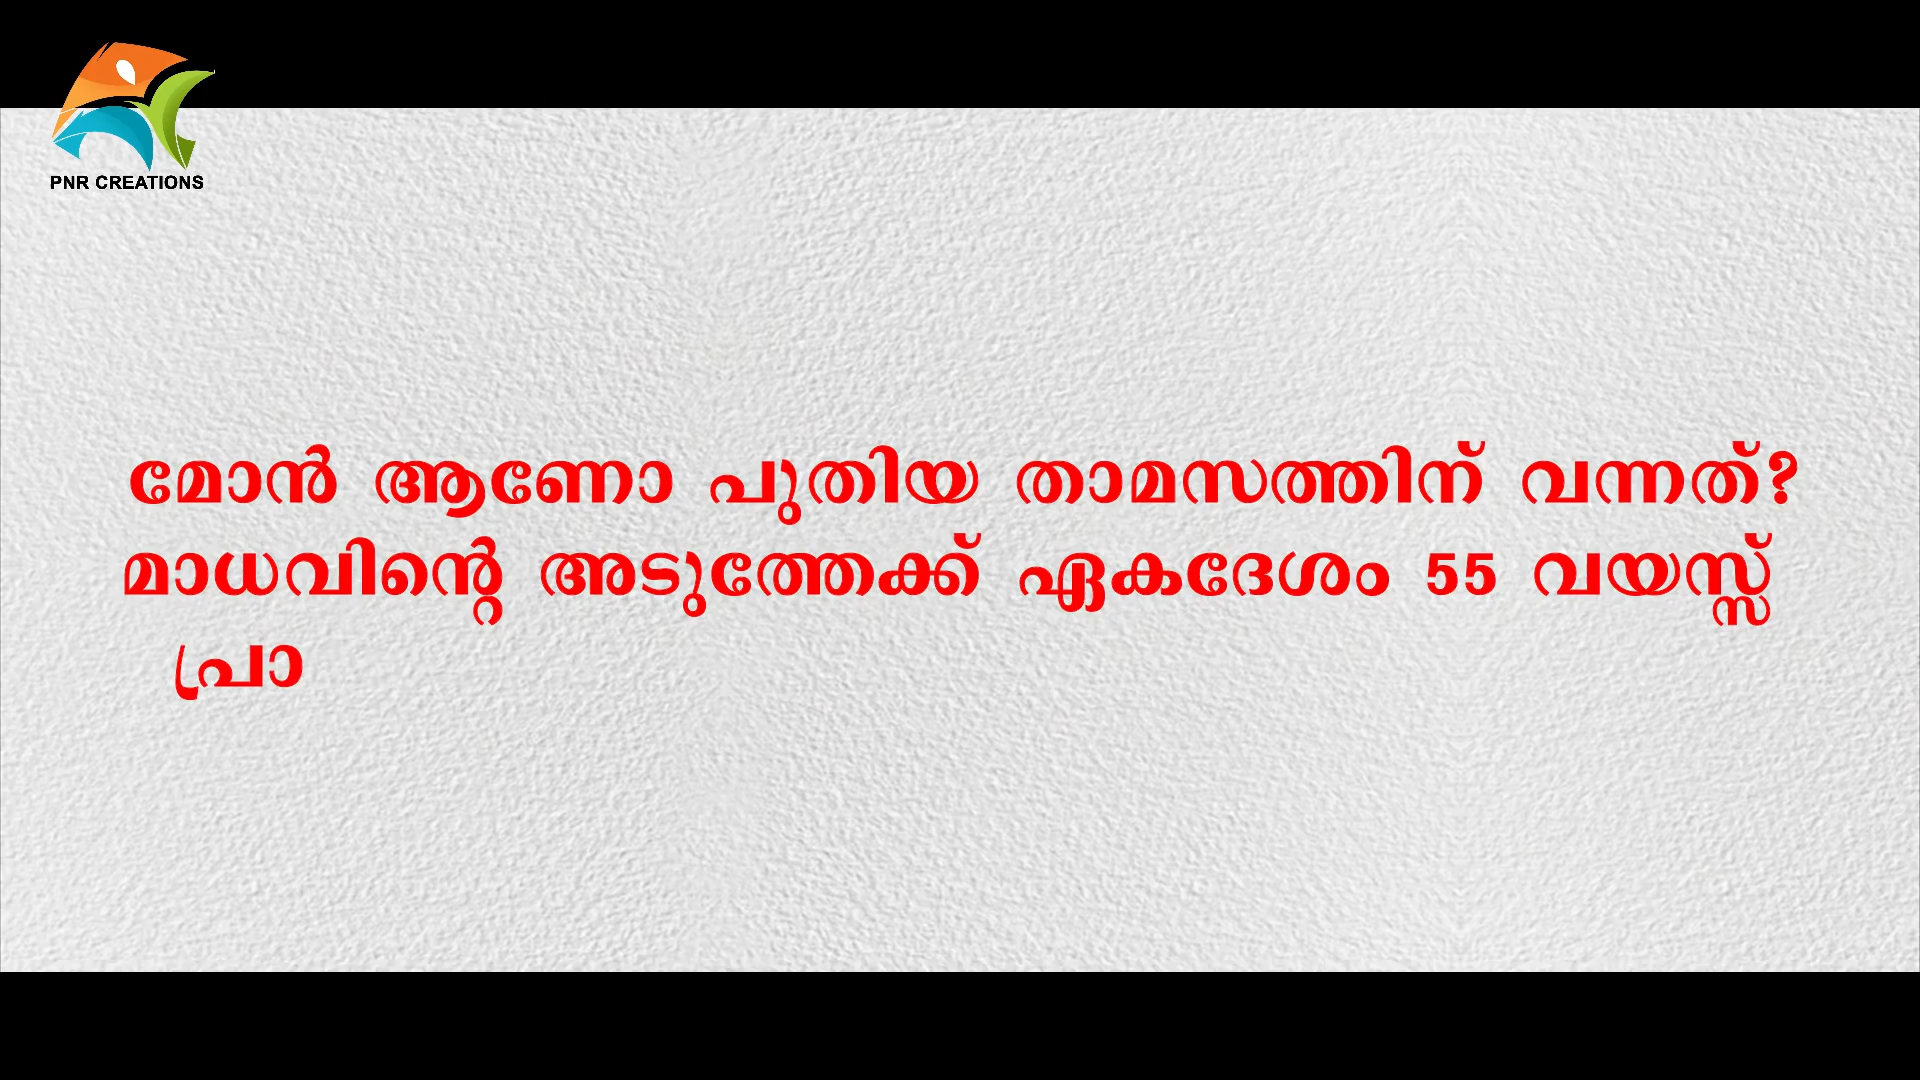 PNR CREATIONS
മോൻ ആണോ പുതിയ താമസത്തിന് വന്നത്?
മാധവിന്റെ അടുത്തേക്ക് ഏകദേശം 55 വയസ്സ്
പ്രാ